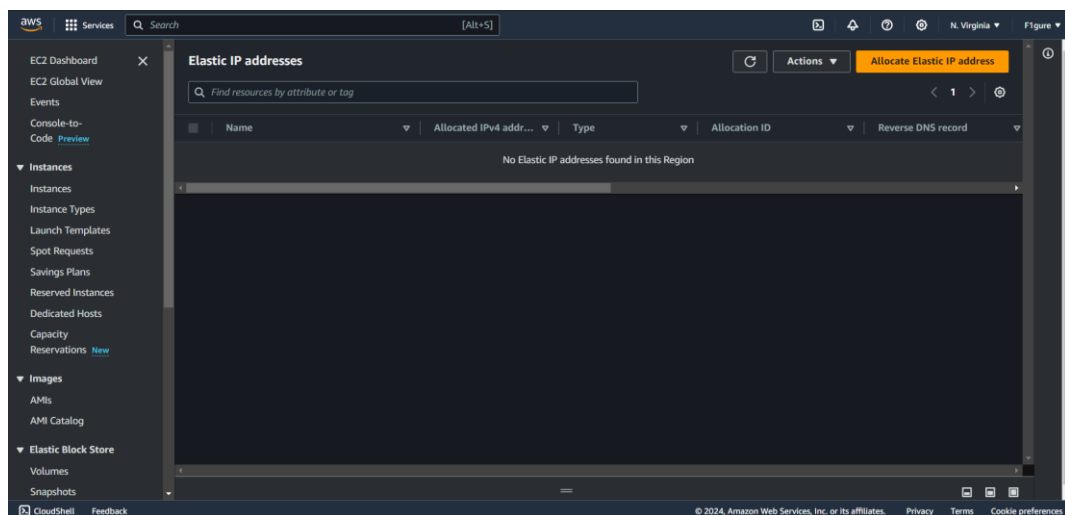 aws Services Search [Alt+S] N. Virginia F1gure
EC2 Dashboard
EC2 Global View
Events
Console-to-
Code Preview
Instances
Instances
Instance Types
Launch Templates
Spot Requests
Savings Plans
Reserved Instances
Dedicated Hosts
Capacity
Reservations New
Images
AMIs
AMI Catalog
Elastic Block Store
Volumes
Snapshots
Elastic IP addresses Actions Allocate Elastic IP address
Find resources by attribute or tag 1
Name Allocated IPv4 addr... Type Allocation ID Reverse DNS record
No Elastic IP addresses found in this Region
CloudShell Feedback © 2024, Amazon Web Services, Inc. or its affiliates. Privacy Terms Cookie preferences